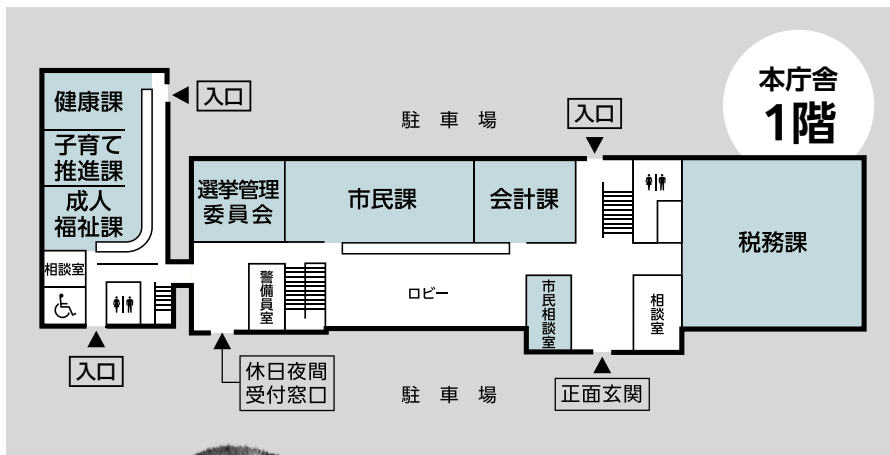 本庁舎
1階
健康課
子育て
推進課
成人
福祉課
相談室
入口
入口
駐車場
入口
選挙管理
委員会
市民課
会計課
税務課
警備員室
ロビー
市民相談室
相談室
休日夜間
受付窓口
駐車場
正面玄関